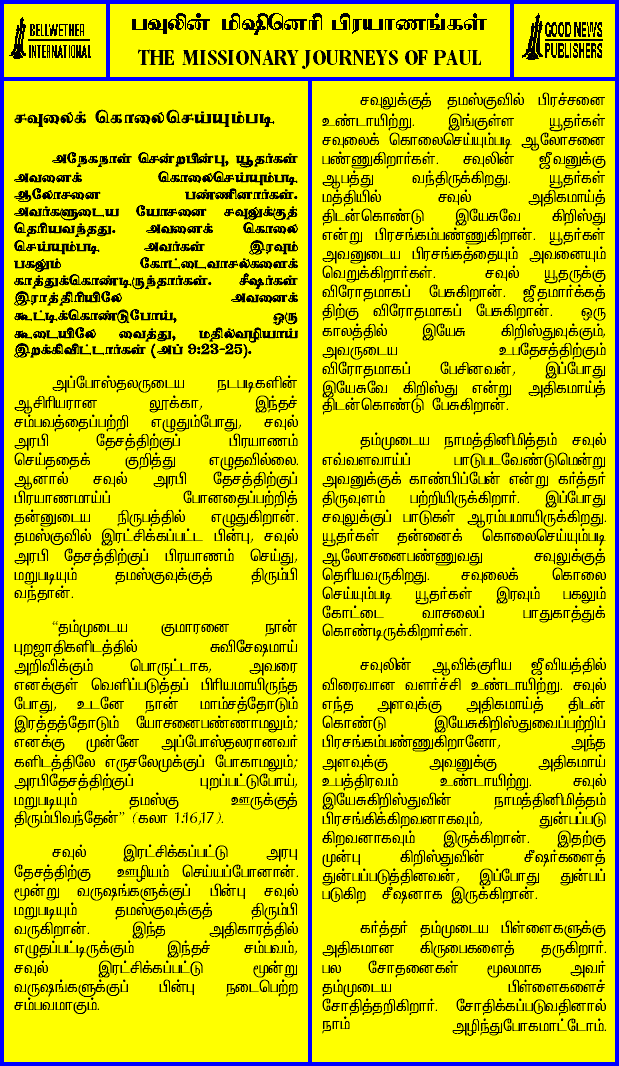 BELLWETHER
INTERNATIONAL
பவுலின் மிஷினெரி பிரயாணங்கள்
THE MISSIONARY JOURNEYS OF PAUL
GOOD NEWS
PUBLISHERS
சவுலைக் கொலைசெய்யும்படி
அநேகநாள் சென்றபின்பு, யூதர்கள்
அவனைக் கொலைசெய்யும்படி
ஆலோசனை பண்ணினார்கள்.
அவர்களுடைய யோசனை சவுலுக்குத்
தெரியவந்தது. அவனைக் கொலை
செய்யும்படி அவர்கள் இரவும்
பகலும் கோட்டைவாசல்களைக்
காத்துக்கொண்டிருந்தார்கள். சீஷர்கள்
இராத்திரியிலே அவனைக்
கூட்டிக்கொண்டுபோய், ஒரு
கூடையிலே வைத்து, மதில்வழியாய்
இறக்கிவிட்டார்கள் (அப் 9:23-25).
அப்போஸ்தலருடைய நடபடிகளின்
ஆசிரியரான லூக்கா, இந்தச்
சம்பவத்தைப்பற்றி எழுதும்போது, சவுல்
அரபி தேசத்திற்குப் பிரயாணம்
செய்ததைக் குறித்து எழுதவில்லை.
ஆனால் சவுல் அரபி தேசத்திற்குப்
பிரயாணமாய்ப் போனதைப்பற்றித்
தன்னுடைய நிருபத்தில் எழுதுகிறான்.
தமஸ்குவில் இரட்சிக்கப்பட்ட பின்பு, சவுல்
அரபி தேசத்திற்குப் பிரயாணம் செய்து,
மறுபடியும் தமஸ்குவுக்குத் திரும்பி
வந்தான்.
“தம்முடைய குமாரனை நான்
புறஜாதிகளிடத்தில் சுவிசேஷமாய்
அறிவிக்கும் பொருட்டாக, அவரை
எனக்குள் வெளிப்படுத்தப் பிரியமாயிருந்த
போது, உடனே நான் மாம்சத்தோடும்
இரத்தத்தோடும் யோசனைபண்ணாமலும்;
எனக்கு முன்னே அப்போஸ்தலரானவர்
களிடத்திலே எருசலேமுக்குப் போகாமலும்;
அரபிதேசத்திற்குப் புறப்பட்டுபோய்,
மறுபடியும் தமஸ்கு ஊருக்குத்
திரும்பிவந்தேன்” (கலா 1:16,17).
சவுல் இரட்சிக்கப்பட்டு அரபு
தேசத்திற்கு ஊழியம் செய்யப்போனான்.
மூன்று வருஷங்களுக்குப் பின்பு சவுல்
மறுபடியும் தமஸ்குவுக்குத் திரும்பி
வருகிறான். இந்த அதிகாரத்தில்
எழுதப்பட்டிருக்கும் இந்தச் சம்பவம்,
சவுல் இரட்சிக்கப்பட்டு மூன்று
வருஷங்களுக்குப் பின்பு நடைபெற்ற
சம்பவமாகும்.
சவுலுக்குத் தமஸ்குவில் பிரச்சனை
உண்டாயிற்று. இங்குள்ள யூதர்கள்
சவுலைக் கொலைசெய்யும்படி ஆலோசனை
பண்ணுகிறார்கள். சவுலின் ஜீவனுக்கு
ஆபத்து வந்திருக்கிறது. யூதர்கள்
மத்தியில் சவுல் அதிகமாய்த்
திடன்கொண்டு இயேசுவே கிறிஸ்து
என்று பிரசங்கம்பண்ணுகிறான். யூதர்கள்
அவனுடைய பிரசங்கத்தையும் அவனையும்
வெறுக்கிறார்கள். சவுல் யூதருக்கு
விரோதமாகப் பேசுகிறான். ஜீதமார்க்கத்
திற்கு விரோதமாகப் பேசுகிறான். ஒரு
காலத்தில் இயேசு கிறிஸ்துவுக்கும்,
அவருடைய உபதேசத்திற்கும்
விரோதமாகப் பேசினவன், இப்போது
இயேசுவே கிறிஸ்து என்று அதிகமாய்த்
திடன்கொண்டு பேசுகிறான்.
தம்முடைய நாமத்தினிமித்தம் சவுல்
எவ்வளவாய்ப் பாடுபடவேண்டுமென்று
அவனுக்குக் காண்பிப்பேன் என்று கர்த்தர்
திருவுளம் பற்றியிருக்கிறார். இப்போது
சவுலுக்குப் பாடுகள் ஆரம்பமாயிருக்கிறது.
யூதர்கள் தன்னைக் கொலைசெய்யும்படி
ஆலோசனைபண்ணுவது சவுலுக்குத்
தெரியவருகிறது. சவுலைக் கொலை
செய்யும்படி யூதர்கள் இரவும் பகலும்
கோட்டை வாசலைப் பாதுகாத்துக்
கொண்டிருக்கிறார்கள்.
சவுலின் ஆவிக்குரிய ஜீவியத்தில்
விரைவான வளர்ச்சி உண்டாயிற்று. சவுல்
எந்த அளவுக்கு அதிகமாய்த் திடன்
கொண்டு இயேசுகிறிஸ்துவைப்பற்றிப்
பிரசங்கம்பண்ணுகிறானோ, அந்த
அளவுக்கு அவனுக்கு அதிகமாய்
உபத்திரவம் உண்டாயிற்று. சவுல்
இயேசுகிறிஸ்துவின் நாமத்தினிமித்தம்
பிரசங்கிக்கிறவனாகவும், துன்பப்படு
கிறவனாகவும் இருக்கிறான். இதற்கு
முன்பு கிறிஸ்துவின் சீஷர்களைத்
துன்பப்படுத்தினவன், இப்போது துன்பப்
படுகிற சீஷனாக இருக்கிறான்.
கர்த்தர் தம்முடைய பிள்ளைகளுக்கு
அதிகமான கிருபைகளைத் தருகிறார்.
பல சோதனைகள் மூலமாக அவர்
தம்முடைய பிள்ளைகளைச்
சோதித்தறிகிறார். சோதிக்கப்படுவதினால்
நாம் அழிந்துபோகமாட்டோம்.